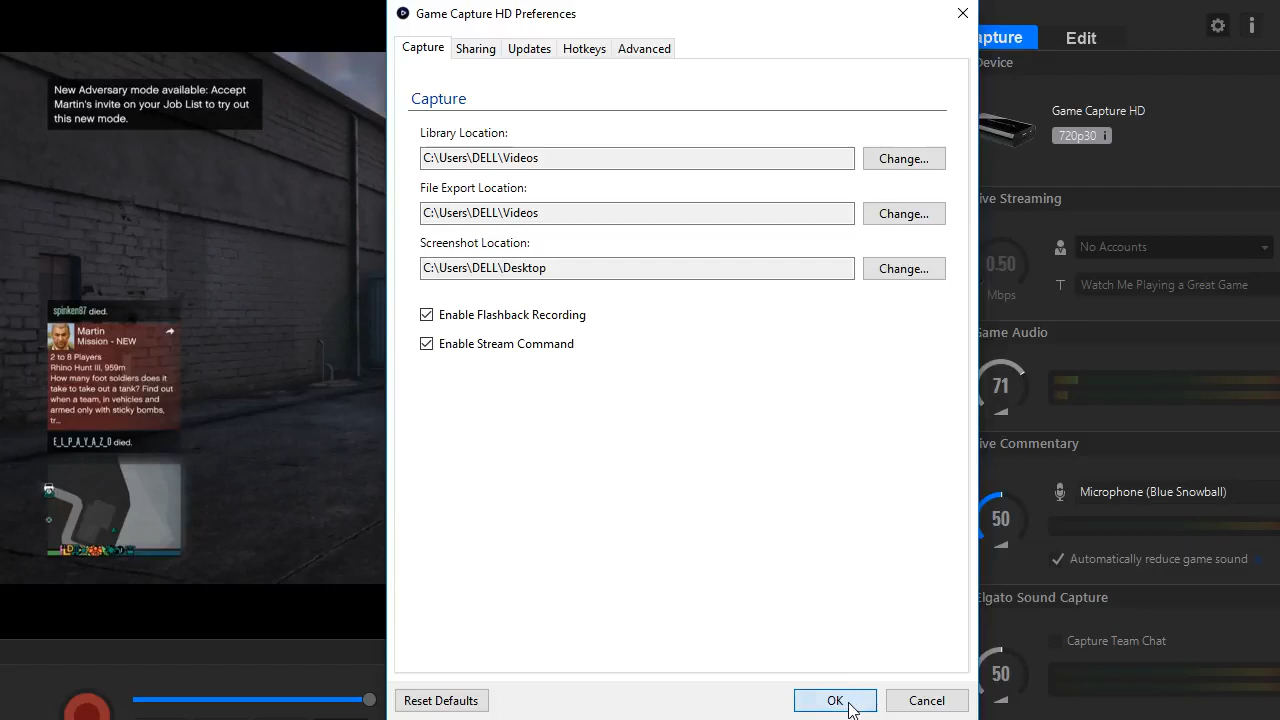 Game Capture HD Preferences
Capture
Sharing
Updates
Hotkeys
Advanced
Capture
Library Location:
C:\Users\DELL\Videos
Change...
File Export Location:
C:\Users\DELL\Videos
Change...
Screenshot Location:
C:\Users\DELL\Desktop
Change...
Enable Flashback Recording
Enable Stream Command
Reset Defaults
OK
Cancel
New Adversary mode available: Accept
Martin's invite on your Job List to try out
this new mode.
spinken87 died.
Martin
Mission - NEW
2 to 8 Players
Rhino Hunt III, 959m
How many foot soldiers does it
take to take out a tank? Find out
when a team, in vehicles and
armed only with sticky bombs,
tr...
E_L_P_A_Y_A_Z_O died.
pture
Edit
Device
Game Capture HD
720p30 i
ive Streaming
0.50
Mbps
No Accounts
T Watch Me Playing a Great Game
Game Audio
71
ive Commentary
50
Microphone (Blue Snowball)
Automatically reduce game sound
Elgato Sound Capture
50
Capture Team Chat